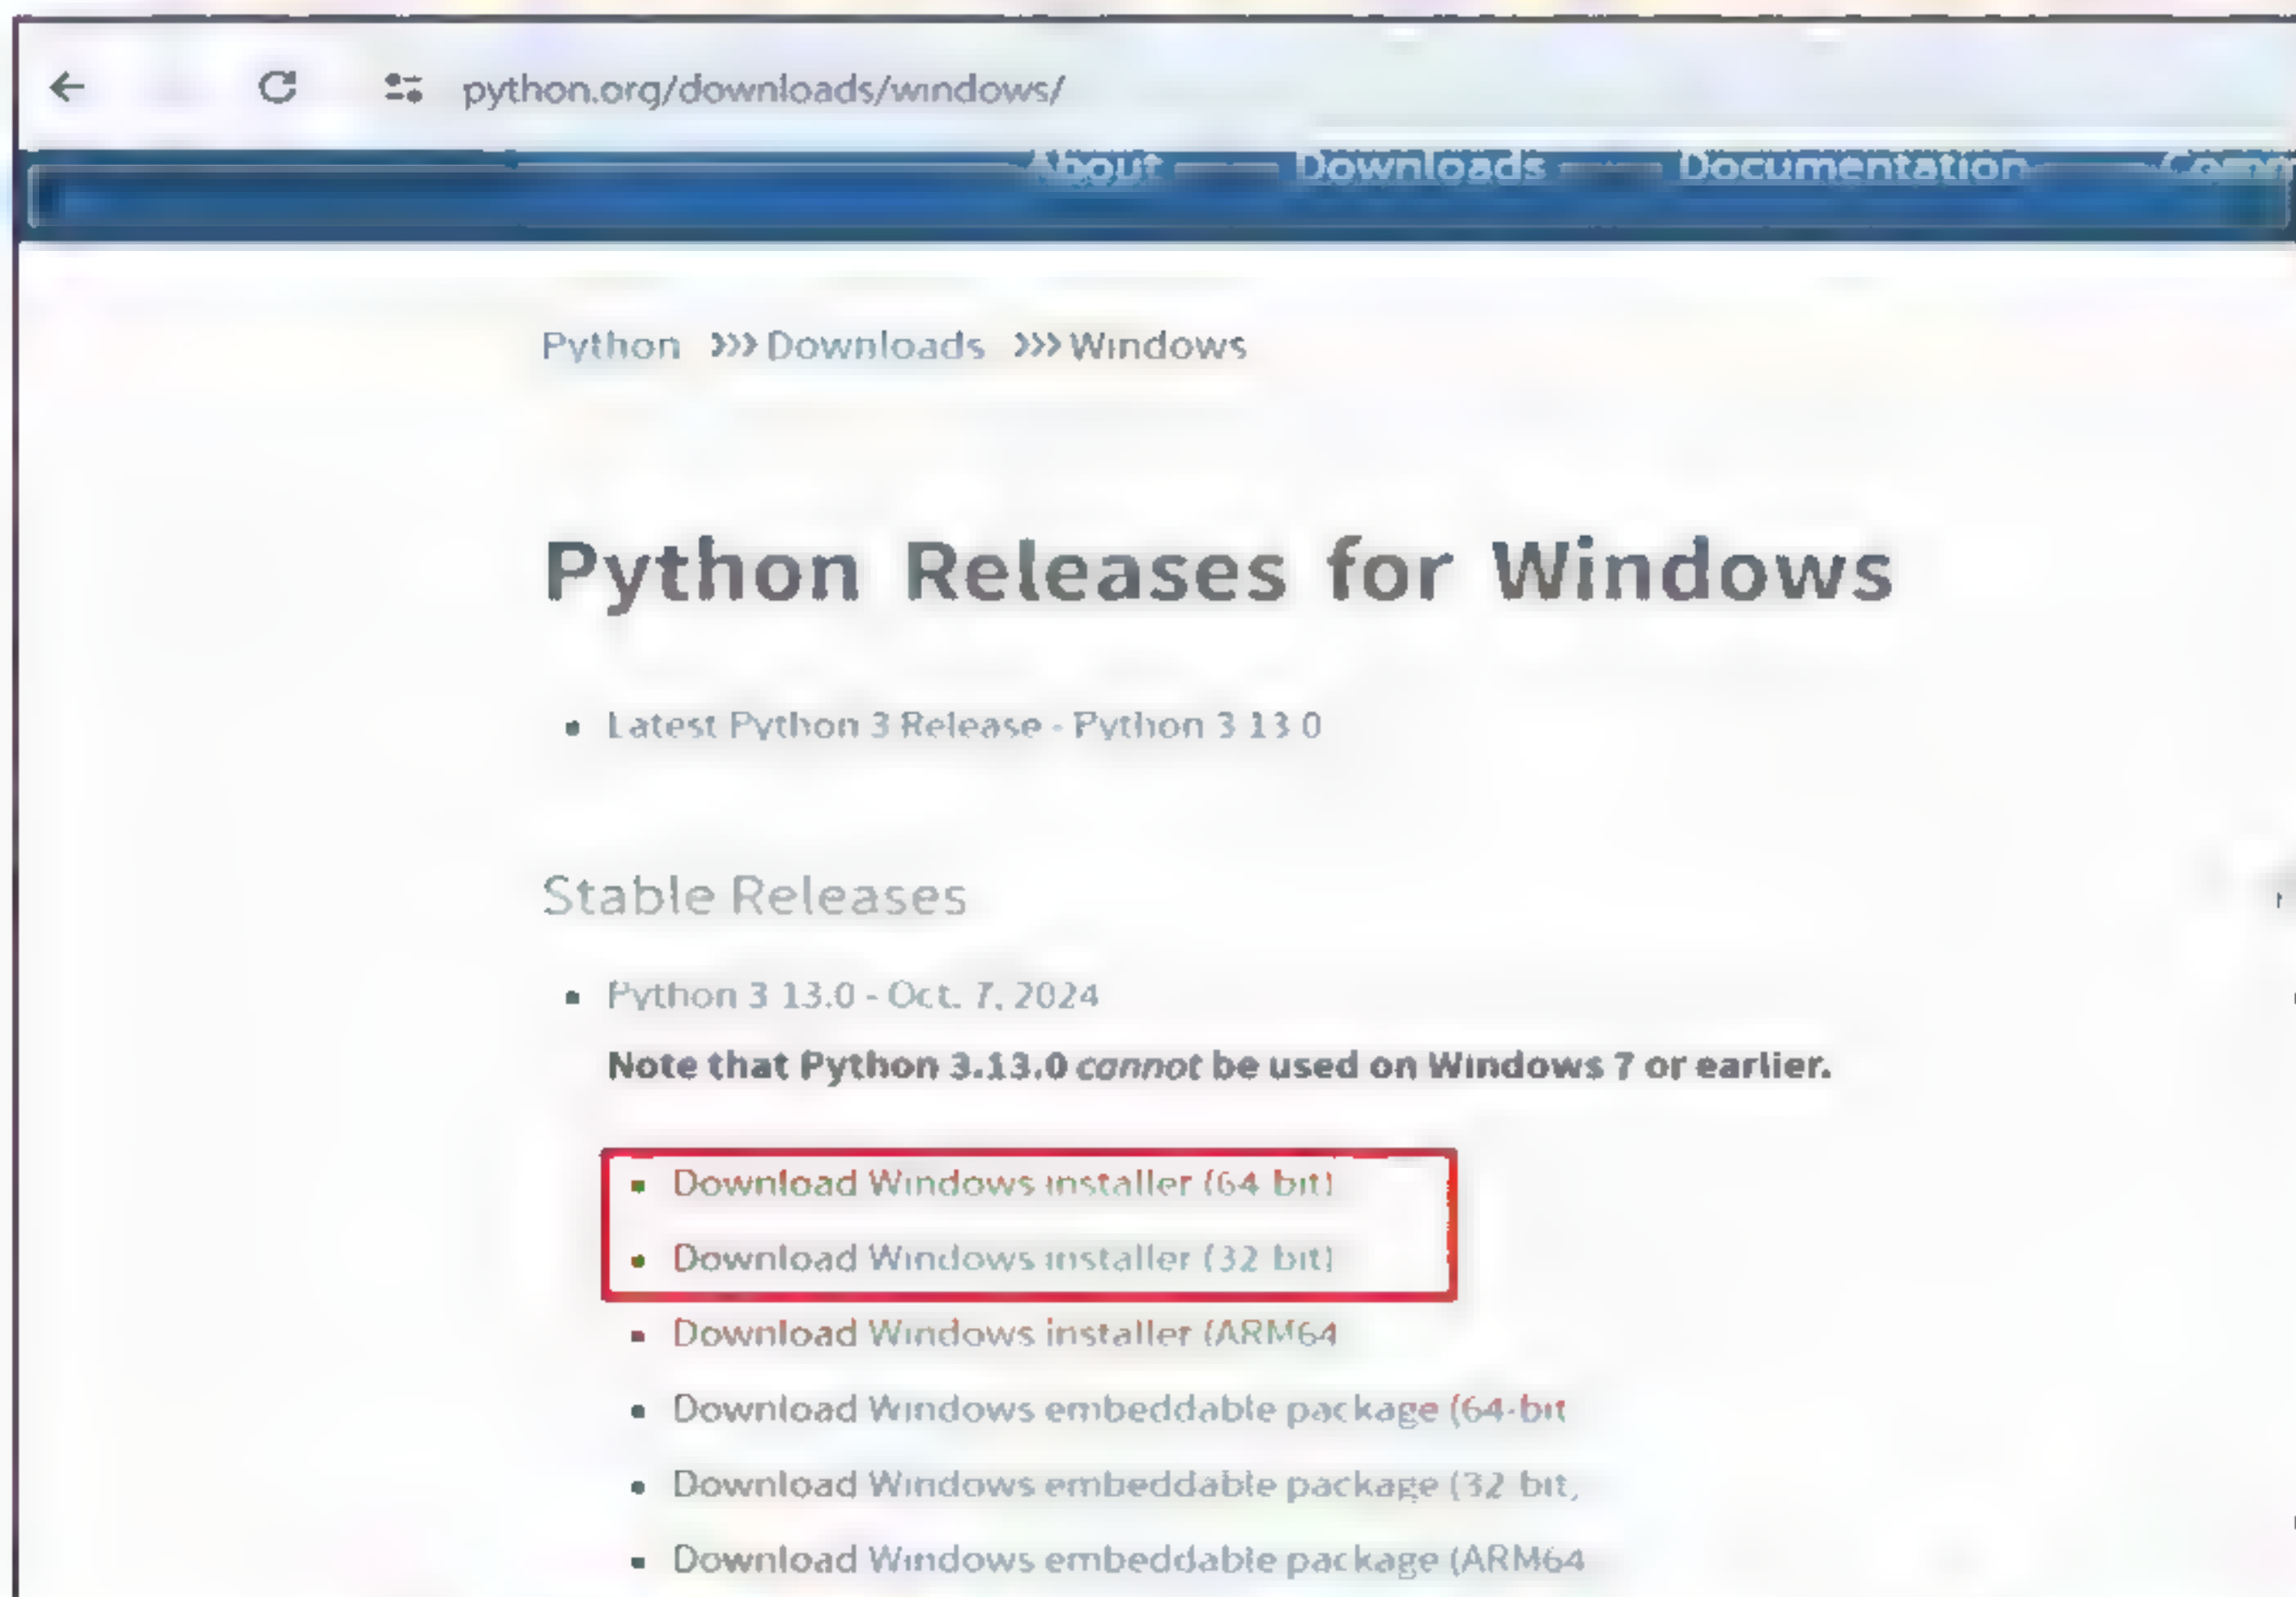 python.org/downloads/windows/
About Downloads Documentation
Python >>> Downloads >>> Windows
Python Releases for Windows
Latest Python 3 Release - Python 3 13 0
Stable Releases
Python 3 13.0 - Oct. 7, 2024
Note that Python 3.13.0 cannot be used on Windows 7 or earlier.
Download Windows installer (64 bit)
Download Windows installer (32 bit)
Download Windows installer (ARM64
Download Windows embeddable package (64-bit
Download Windows embeddable package (32 bit,
Download Windows embeddable package (ARM64